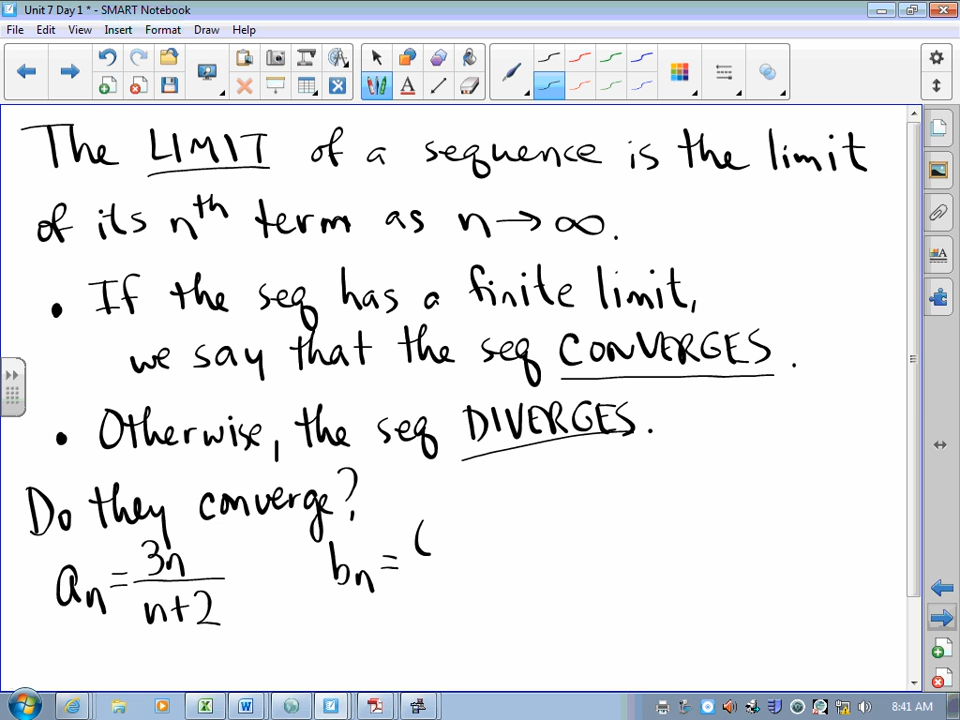 Unit 7 Day 1 * - SMART Notebook
File Edit View Insert Format Draw Help
The LIMIT of a sequence is the limit
of its nth term as n→∞.
• If the seq has a finite limit,
we say that the seq CONVERGES.
• Otherwise, the seq DIVERGES.
Do they converge?
an = 3n/(n+2) bn = (
8:41 AM